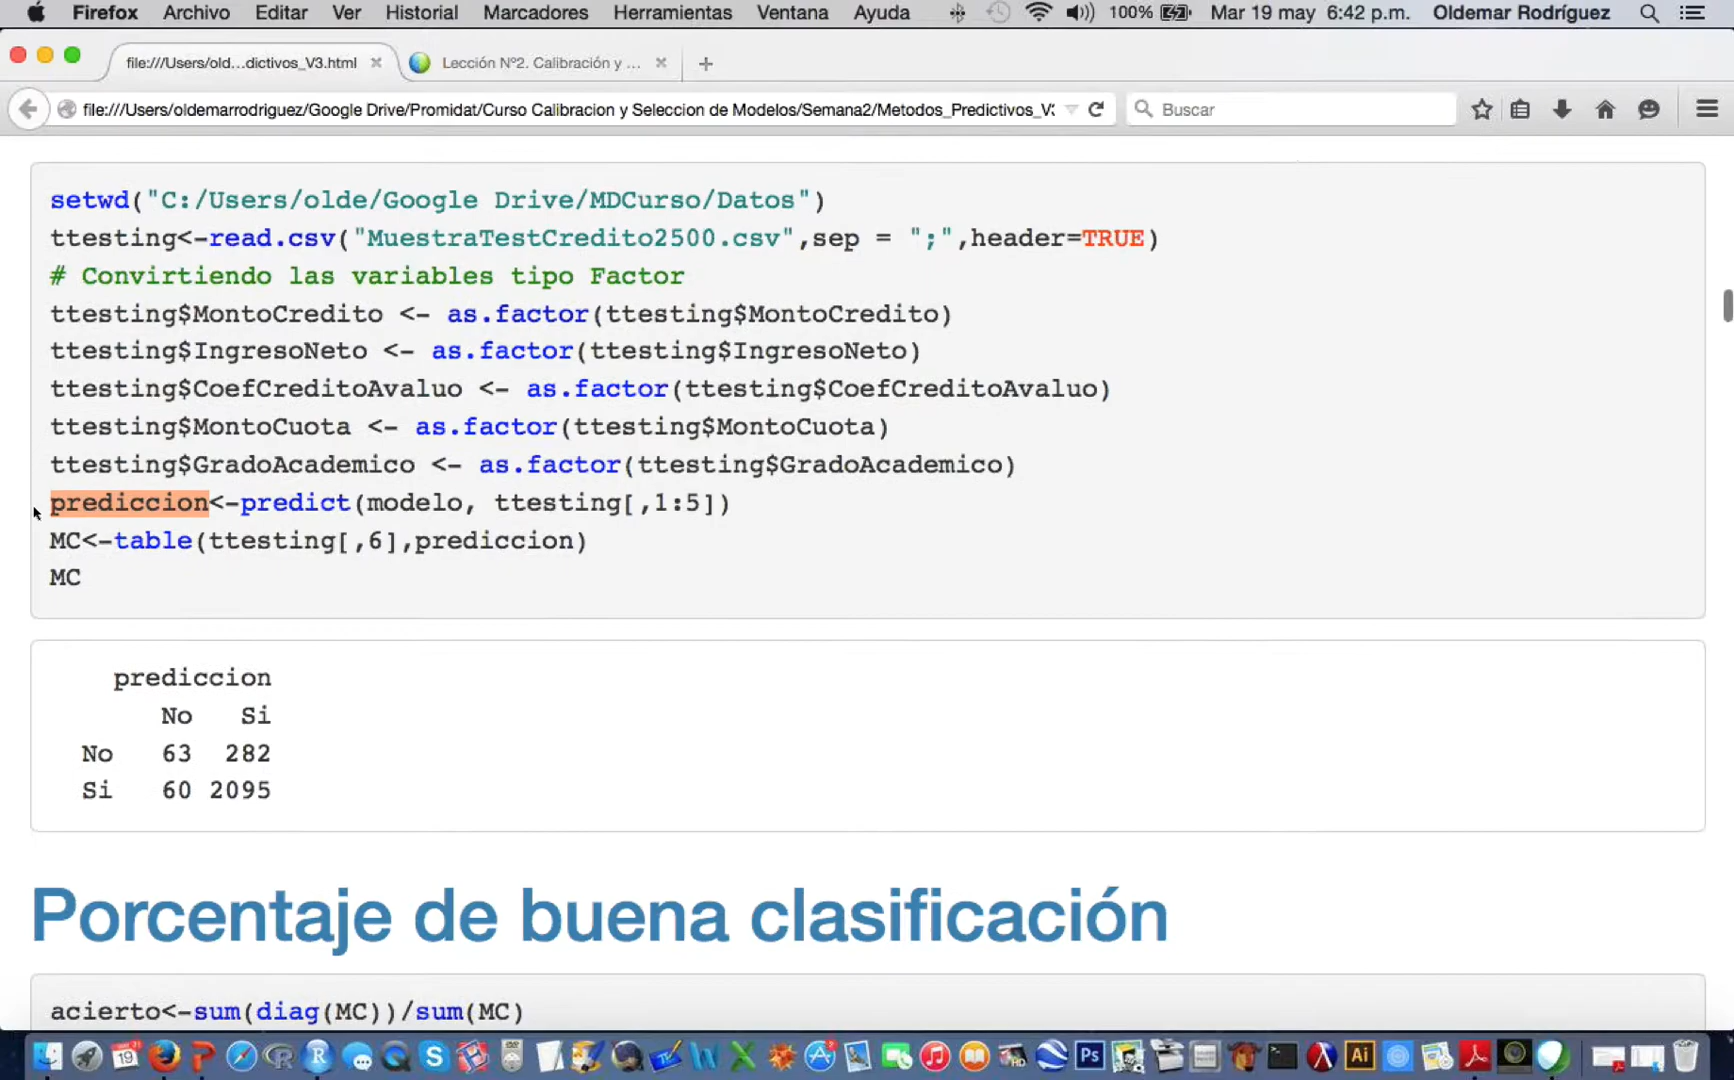 Firefox Archivo Editar Ver Historial Marcadores Herramientas Ventana Ayuda 100% Mar 19 may 6:42 p.m. Oldemar Rodríguez
file:///Users/old...dictivos_V3.html Lección Nº2. Calibración y ...
file:///Users/oldemarrodriguez/Google Drive/Promidat/Curso Calibracion y Seleccion de Modelos/Semana2/Metodos_Predictivos_V3 Buscar
setwd("C:/Users/olde/Google Drive/MDCurso/Datos")
ttesting<-read.csv("MuestraTestCredito2500.csv",sep = ";",header=TRUE)
# Convirtiendo las variables tipo Factor
ttesting$MontoCredito <- as.factor(ttesting$MontoCredito)
ttesting$IngresoNeto <- as.factor(ttesting$IngresoNeto)
ttesting$CoefCreditoAvaluo <- as.factor(ttesting$CoefCreditoAvaluo)
ttesting$MontoCuota <- as.factor(ttesting$MontoCuota)
ttesting$GradoAcademico <- as.factor(ttesting$GradoAcademico)
prediccion<-predict(modelo, ttesting[,1:5])
MC<-table(ttesting[,6],prediccion)
MC
prediccion
No Si
No 63 282
Si 60 2095
Porcentaje de buena clasificación
acierto<-sum(diag(MC))/sum(MC)
19
Ps
Ai